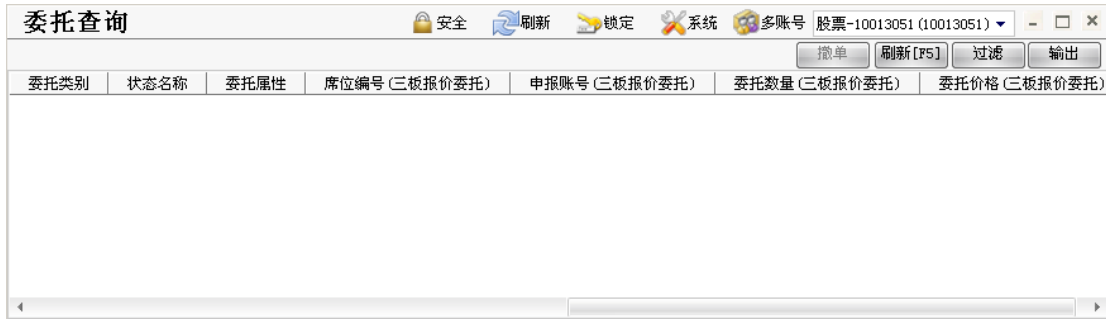 委托查询 安全 刷新 锁定 系统 多账号 股票-10013051(10013051)
撤单 刷新[F5] 过滤 输出
委托类别 状态名称 委托属性 席位编号(三板报价委托) 申报账号(三板报价委托) 委托数量(三板报价委托) 委托价格(三板报价委托)